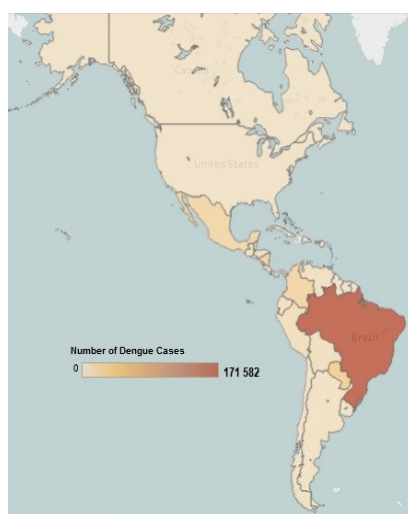 Canada
United States
Brazil
Number of Dengue Cases
0 171 582